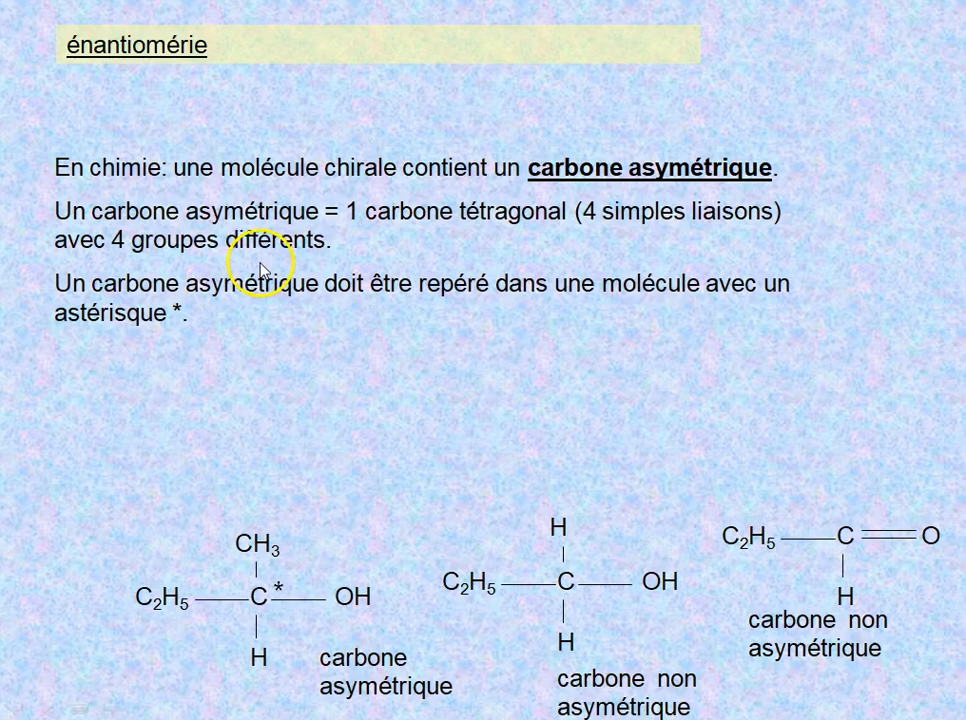 énantiomérie
En chimie: une molécule chirale contient un carbone asymétrique.
Un carbone asymétrique = 1 carbone tétragonal (4 simples liaisons)
avec 4 groupes différents.
Un carbone asymétrique doit être repéré dans une molécule avec un
astérisque *.
CH₃
C₂H₅ C * OH
H
carbone
asymétrique
H
C₂H₅ C OH
H
carbone non
asymétrique
C₂H₅ C O
H
carbone non
asymétrique